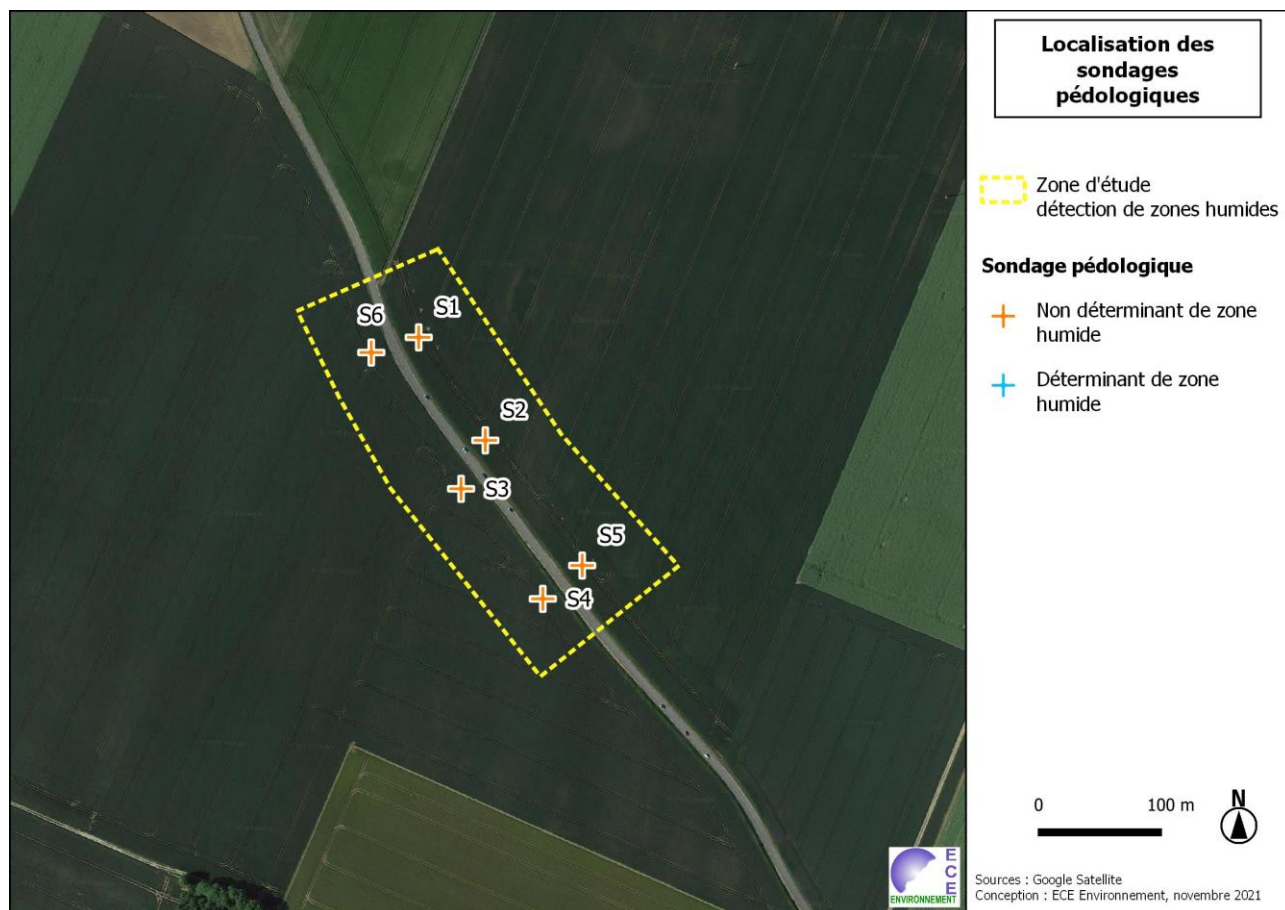 Localisation des
sondages
pédologiques
Zone d'étude
détection de zones humides
Sondage pédologique
Non déterminant de zone
humide
Déterminant de zone
humide
S6
S1
S2
S3
S5
S4
0 100 m
N
ECE
ENVIRONNEMENT
Sources : Google Satellite
Conception : ECE Environnement, novembre 2021